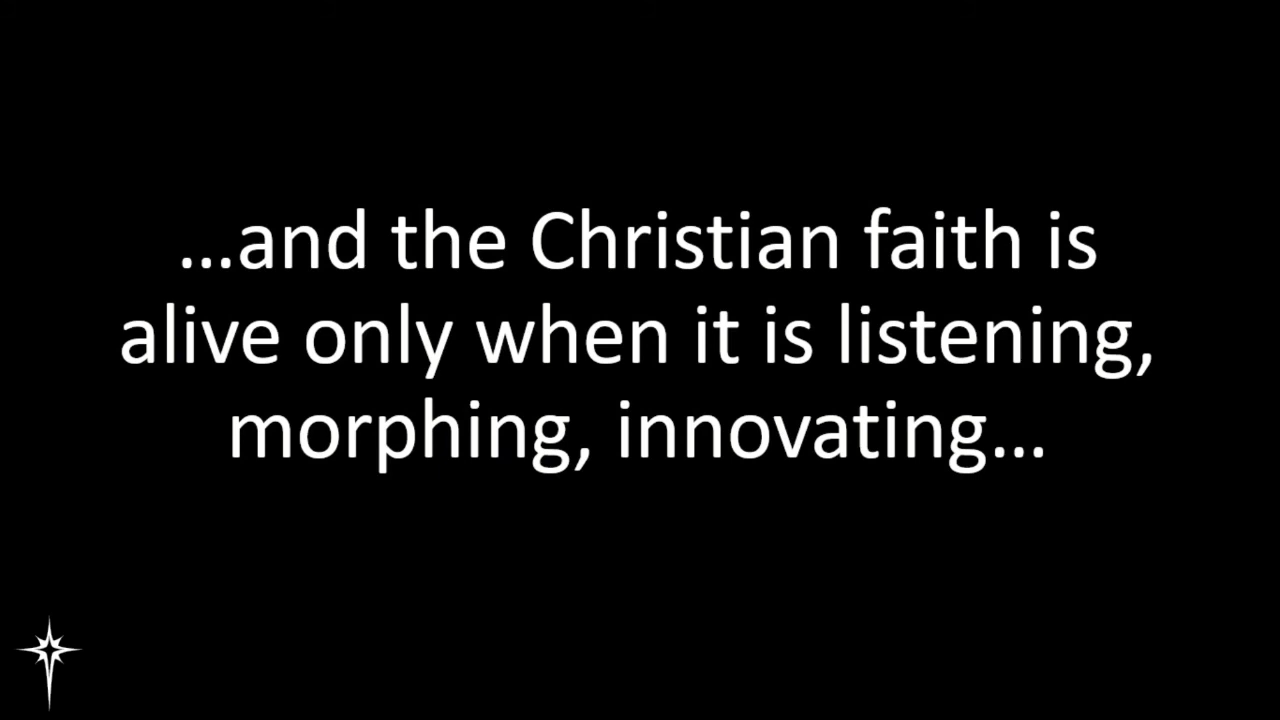 …and the Christian faith is
alive only when it is listening,
morphing, innovating…